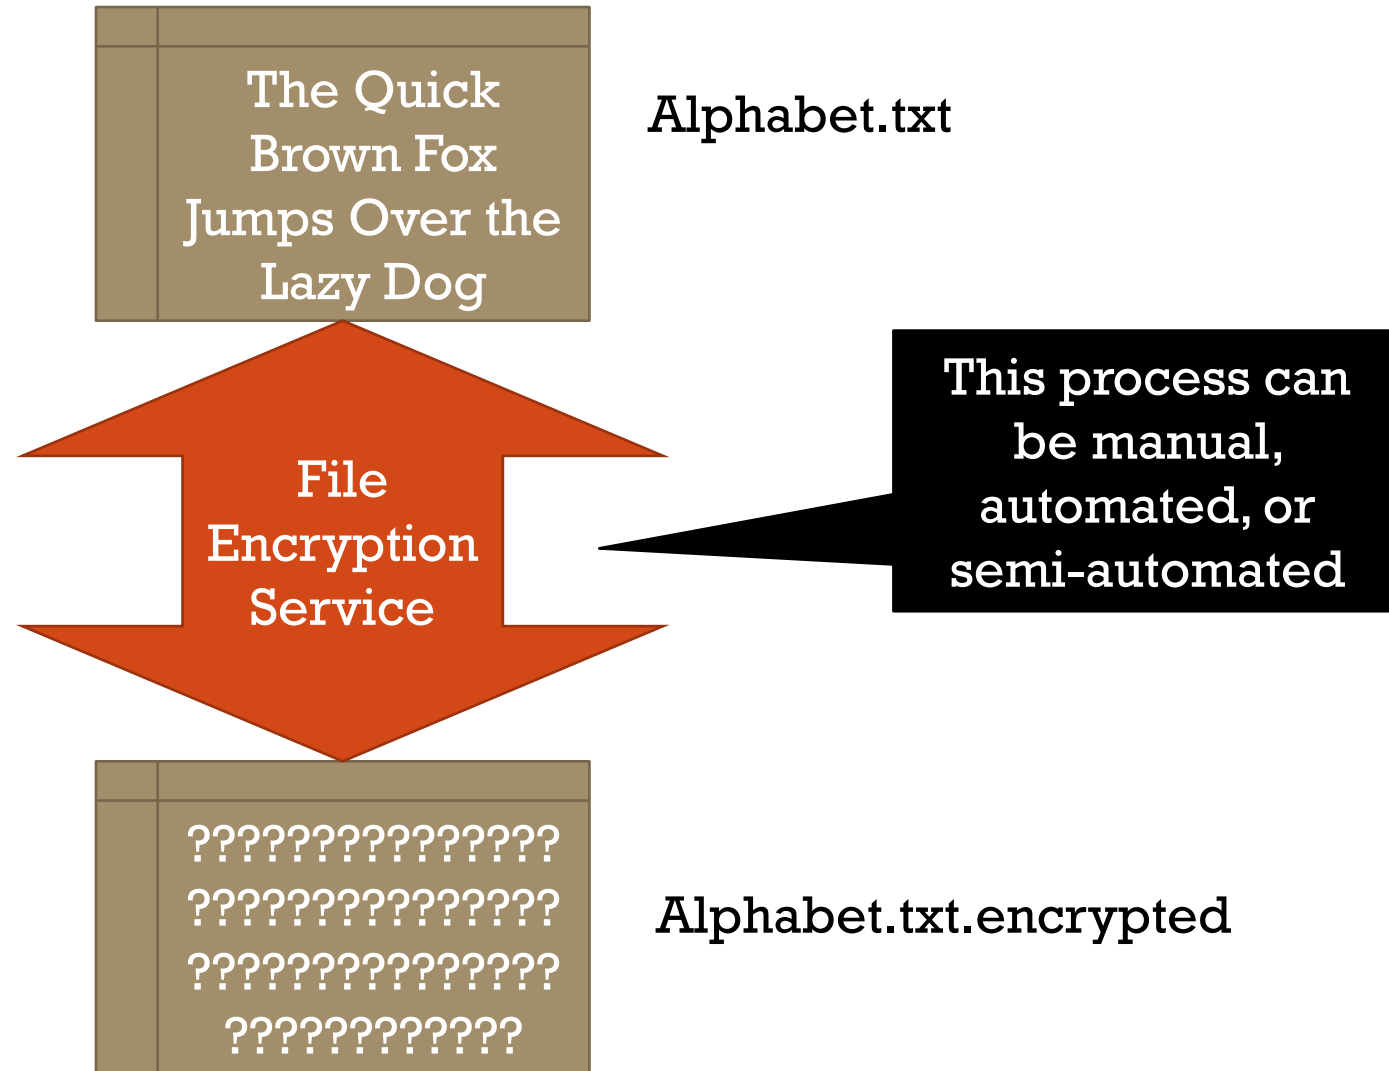 The Quick
Brown Fox
Jumps Over the
Lazy Dog
Alphabet.txt
File
Encryption
Service
This process can
be manual,
automated, or
semi-automated
???????????????
???????????????
???????????????
????????????
Alphabet.txt.encrypted